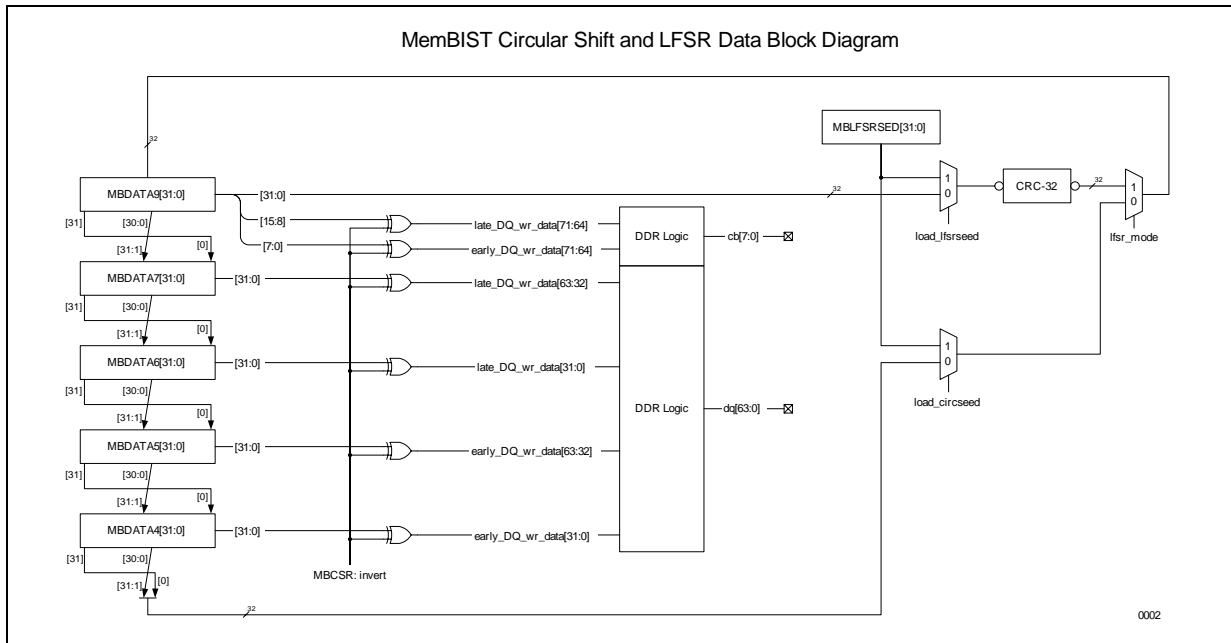 MemBIST Circular Shift and LFSR Data Block Diagram
32
MBLFSRSED[31:0]
MBDATA9[31:0]
[31:0]
32
1
0
CRC-32
32
1
0
[31]
[30:0]
[15:8]
late_DQ_wr_data[71:64]
DDR Logic
cb[7:0]
load_lfsrseed
lfsr_mode
[31:1]
[0]
[7:0]
early_DQ_wr_data[71:64]
MBDATA7[31:0]
[31:0]
late_DQ_wr_data[63:32]
[31]
[30:0]
[31:1]
[0]
MBDATA6[31:0]
[31:0]
late_DQ_wr_data[31:0]
1
0
[31]
[30:0]
load_circseed
[31:1]
[0]
DDR Logic
dq[63:0]
MBDATA5[31:0]
[31:0]
early_DQ_wr_data[63:32]
[31]
[30:0]
[31:1]
[0]
MBDATA4[31:0]
[31:0]
early_DQ_wr_data[31:0]
[31]
[30:0]
[31:1]
[0]
MBCSR: invert
32
0002